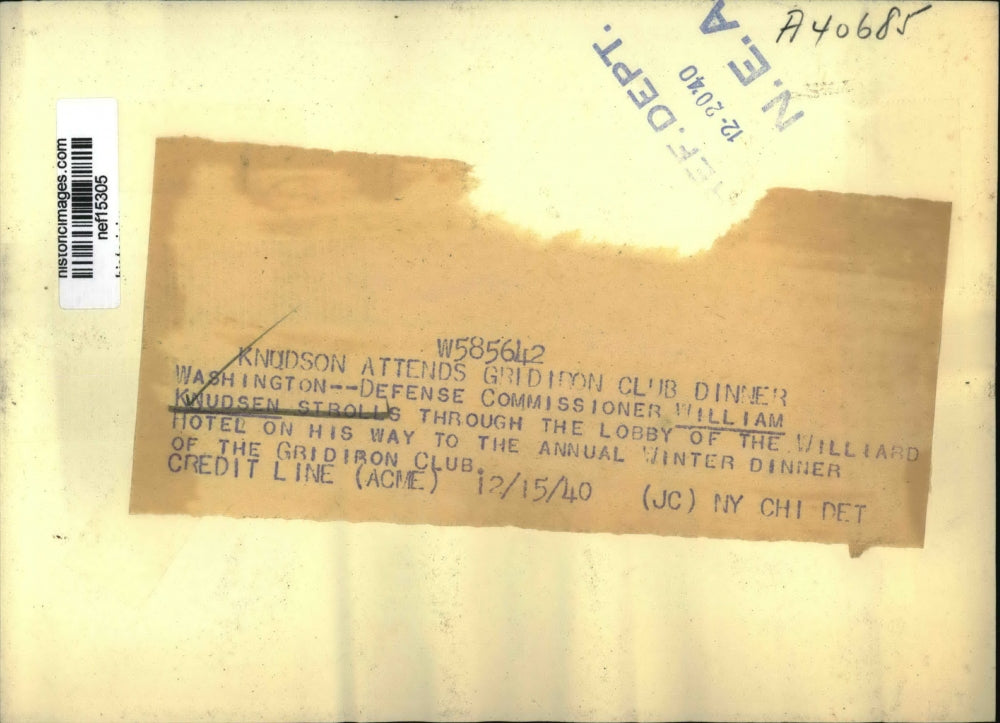 A40685
N.E.A
12-20 40
EF. DEPT.
historicimages.com
nef15305
W585642
KNUDSON ATTENDS GRIDIRON CLUB DINNER
WASHINGTON--DEFENSE COMMISSIONER WILLIAM
KNUDSEN STROLLS THROUGH THE LOBBY OF THE WILLIARD
HOTEL ON HIS WAY TO THE ANNUAL WINTER DINNER
OF THE GRIDIRON CLUB.
CREDIT LINE (ACME) 12/15/40 (JC) NY CHI DET